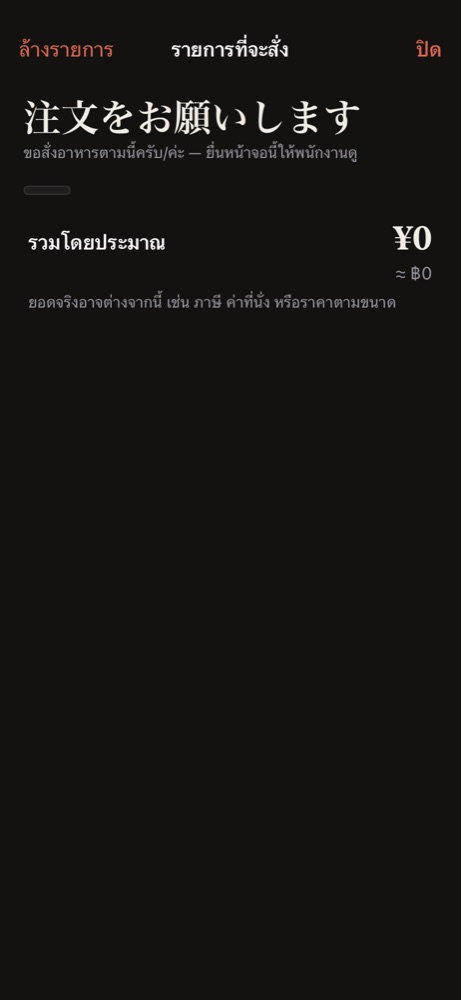 ล้างรายการ รายการที่จะสั่ง ปิด
注文をお願いします
ขอสั่งอาหารตามนี้ครับ/ค่ะ — ยื่นหน้าจอนี้ให้พนักงานดู
รวมโดยประมาณ ¥0
≈ ฿0
ยอดจริงอาจต่างจากนี้ เช่น ภาษี ค่าที่นั่ง หรือราคาตามขนาด